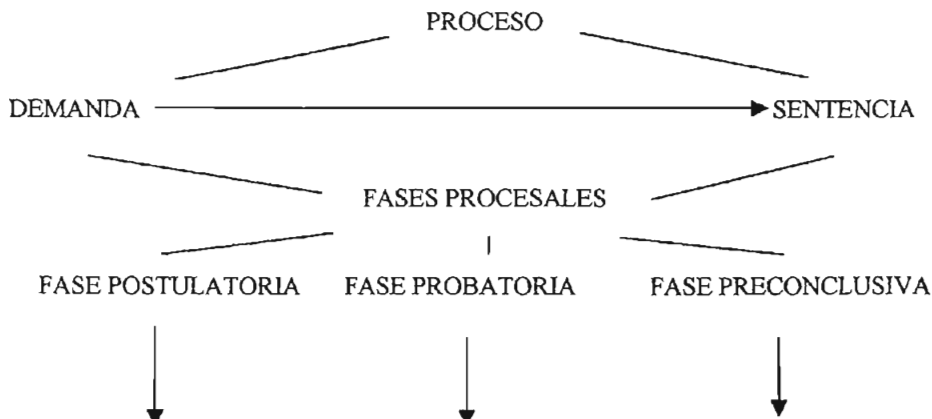 PROCESO
DEMANDA SENTENCIA
FASES PROCESALES
FASE POSTULATORIA FASE PROBATORIA FASE PRECONCLUSIVA